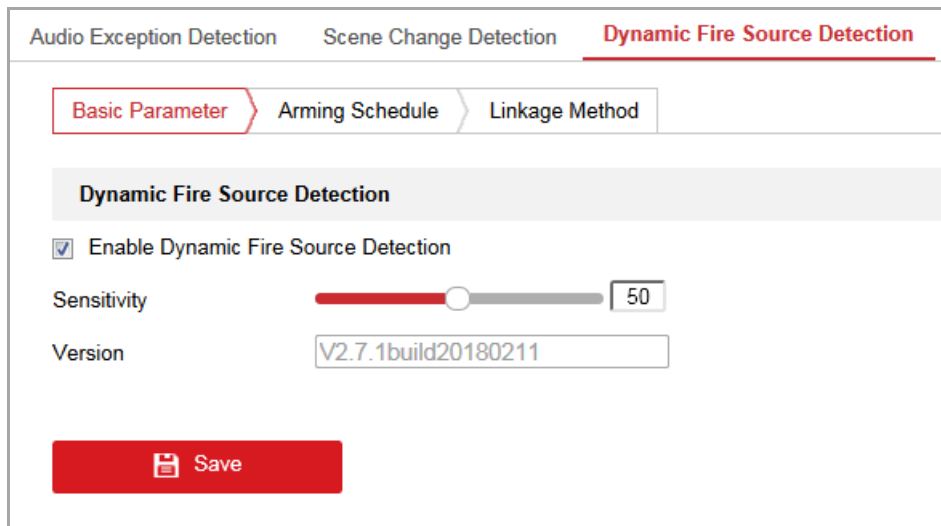 Audio Exception Detection Scene Change Detection Dynamic Fire Source Detection
Basic Parameter Arming Schedule Linkage Method
Dynamic Fire Source Detection
Enable Dynamic Fire Source Detection
Sensitivity 50
Version V2.7.1build20180211
Save